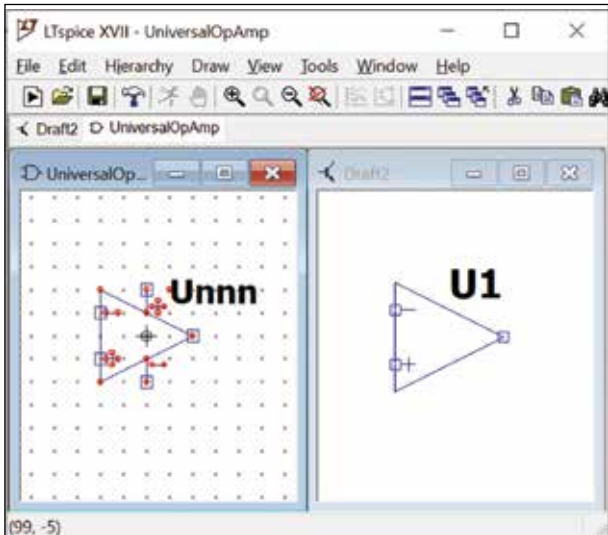 LTspice XVII - UniversalOpAmp
File Edit Hierarchy Draw View Tools Window Help
Draft2 UniversalOpAmp
UniversalOp...
Draft2
Unnn
U1
(99, -5)